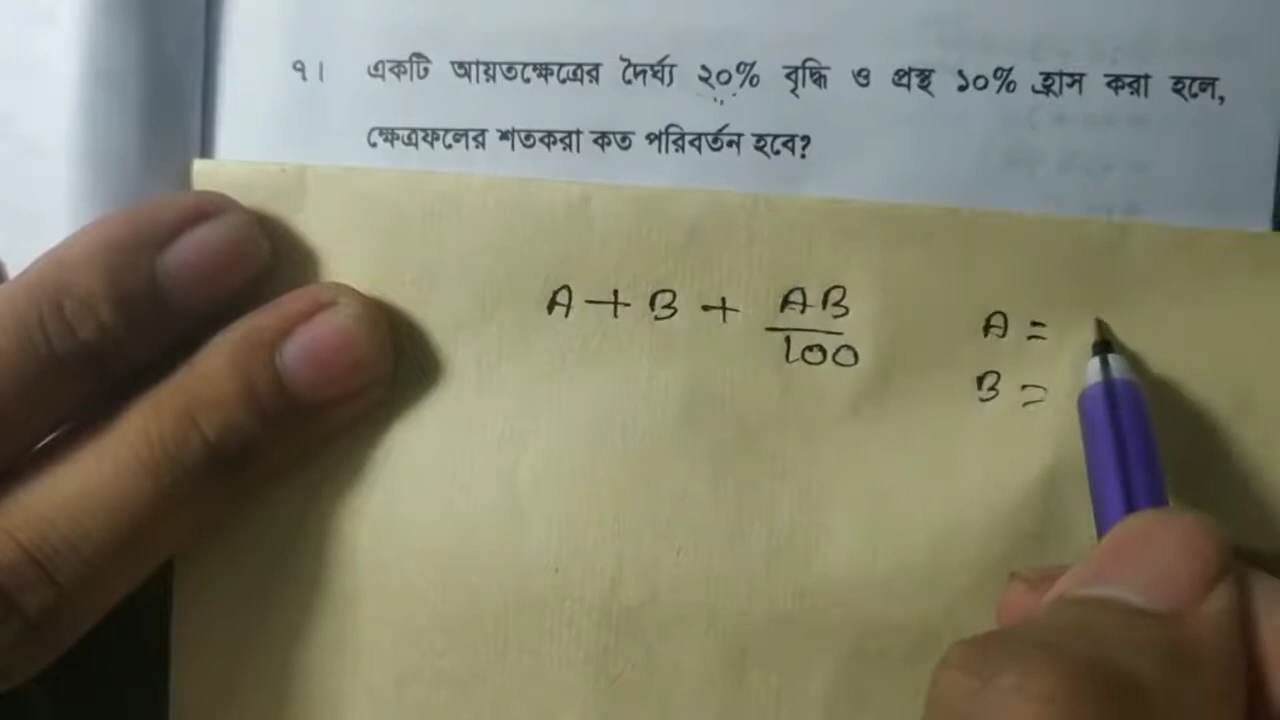 ৭। একটি আয়তক্ষেত্রের দৈর্ঘ্য ২০% বৃদ্ধি ও প্রস্থ ১০% হ্রাস করা হলে,
ক্ষেত্রফলের শতকরা কত পরিবর্তন হবে?
A + B + AB/100
A =
B =